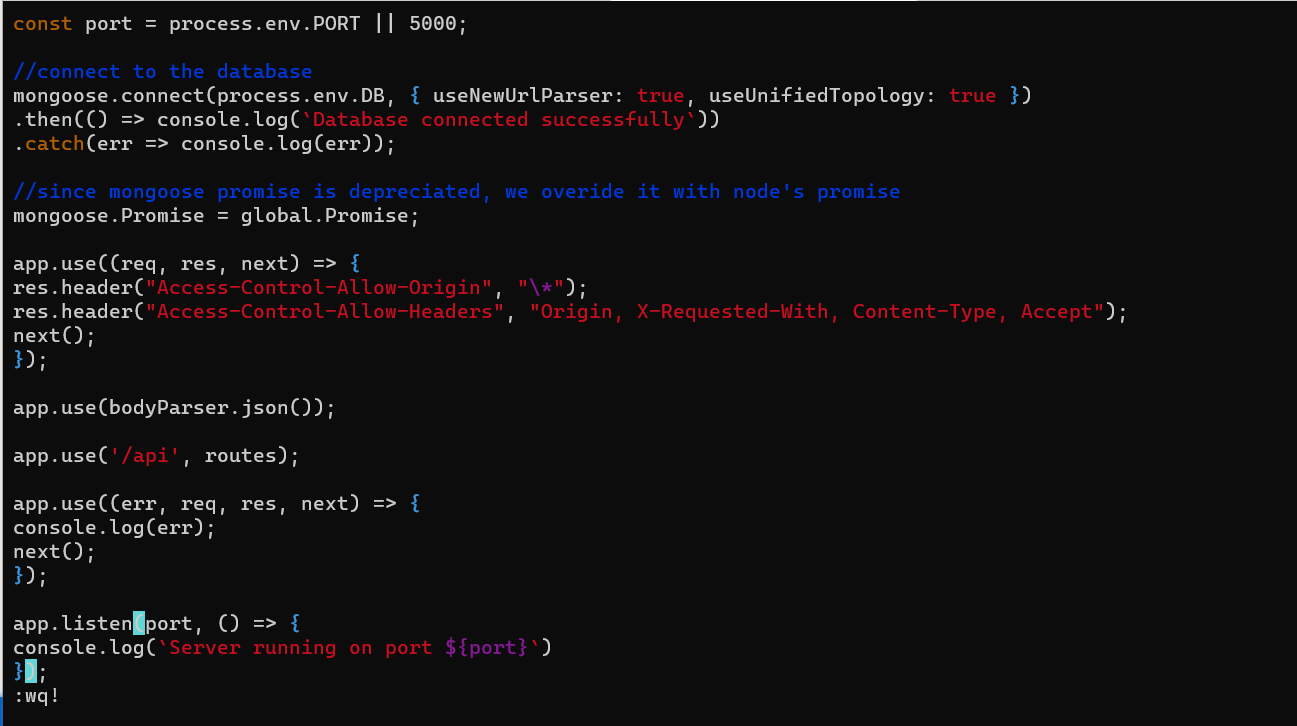 const port = process.env.PORT || 5000;
//connect to the database
mongoose.connect(process.env.DB, { useNewUrlParser: true, useUnifiedTopology: true })
.then(() => console.log(`Database connected successfully`))
.catch(err => console.log(err));
//since mongoose promise is depreciated, we overide it with node's promise
mongoose.Promise = global.Promise;
app.use((req, res, next) => {
res.header("Access-Control-Allow-Origin", "\*");
res.header("Access-Control-Allow-Headers", "Origin, X-Requested-With, Content-Type, Accept");
next();
});
app.use(bodyParser.json());
app.use('/api', routes);
app.use((err, req, res, next) => {
console.log(err);
next();
});
app.listen(port, () => {
console.log(`Server running on port ${port}`)
});
:wq!